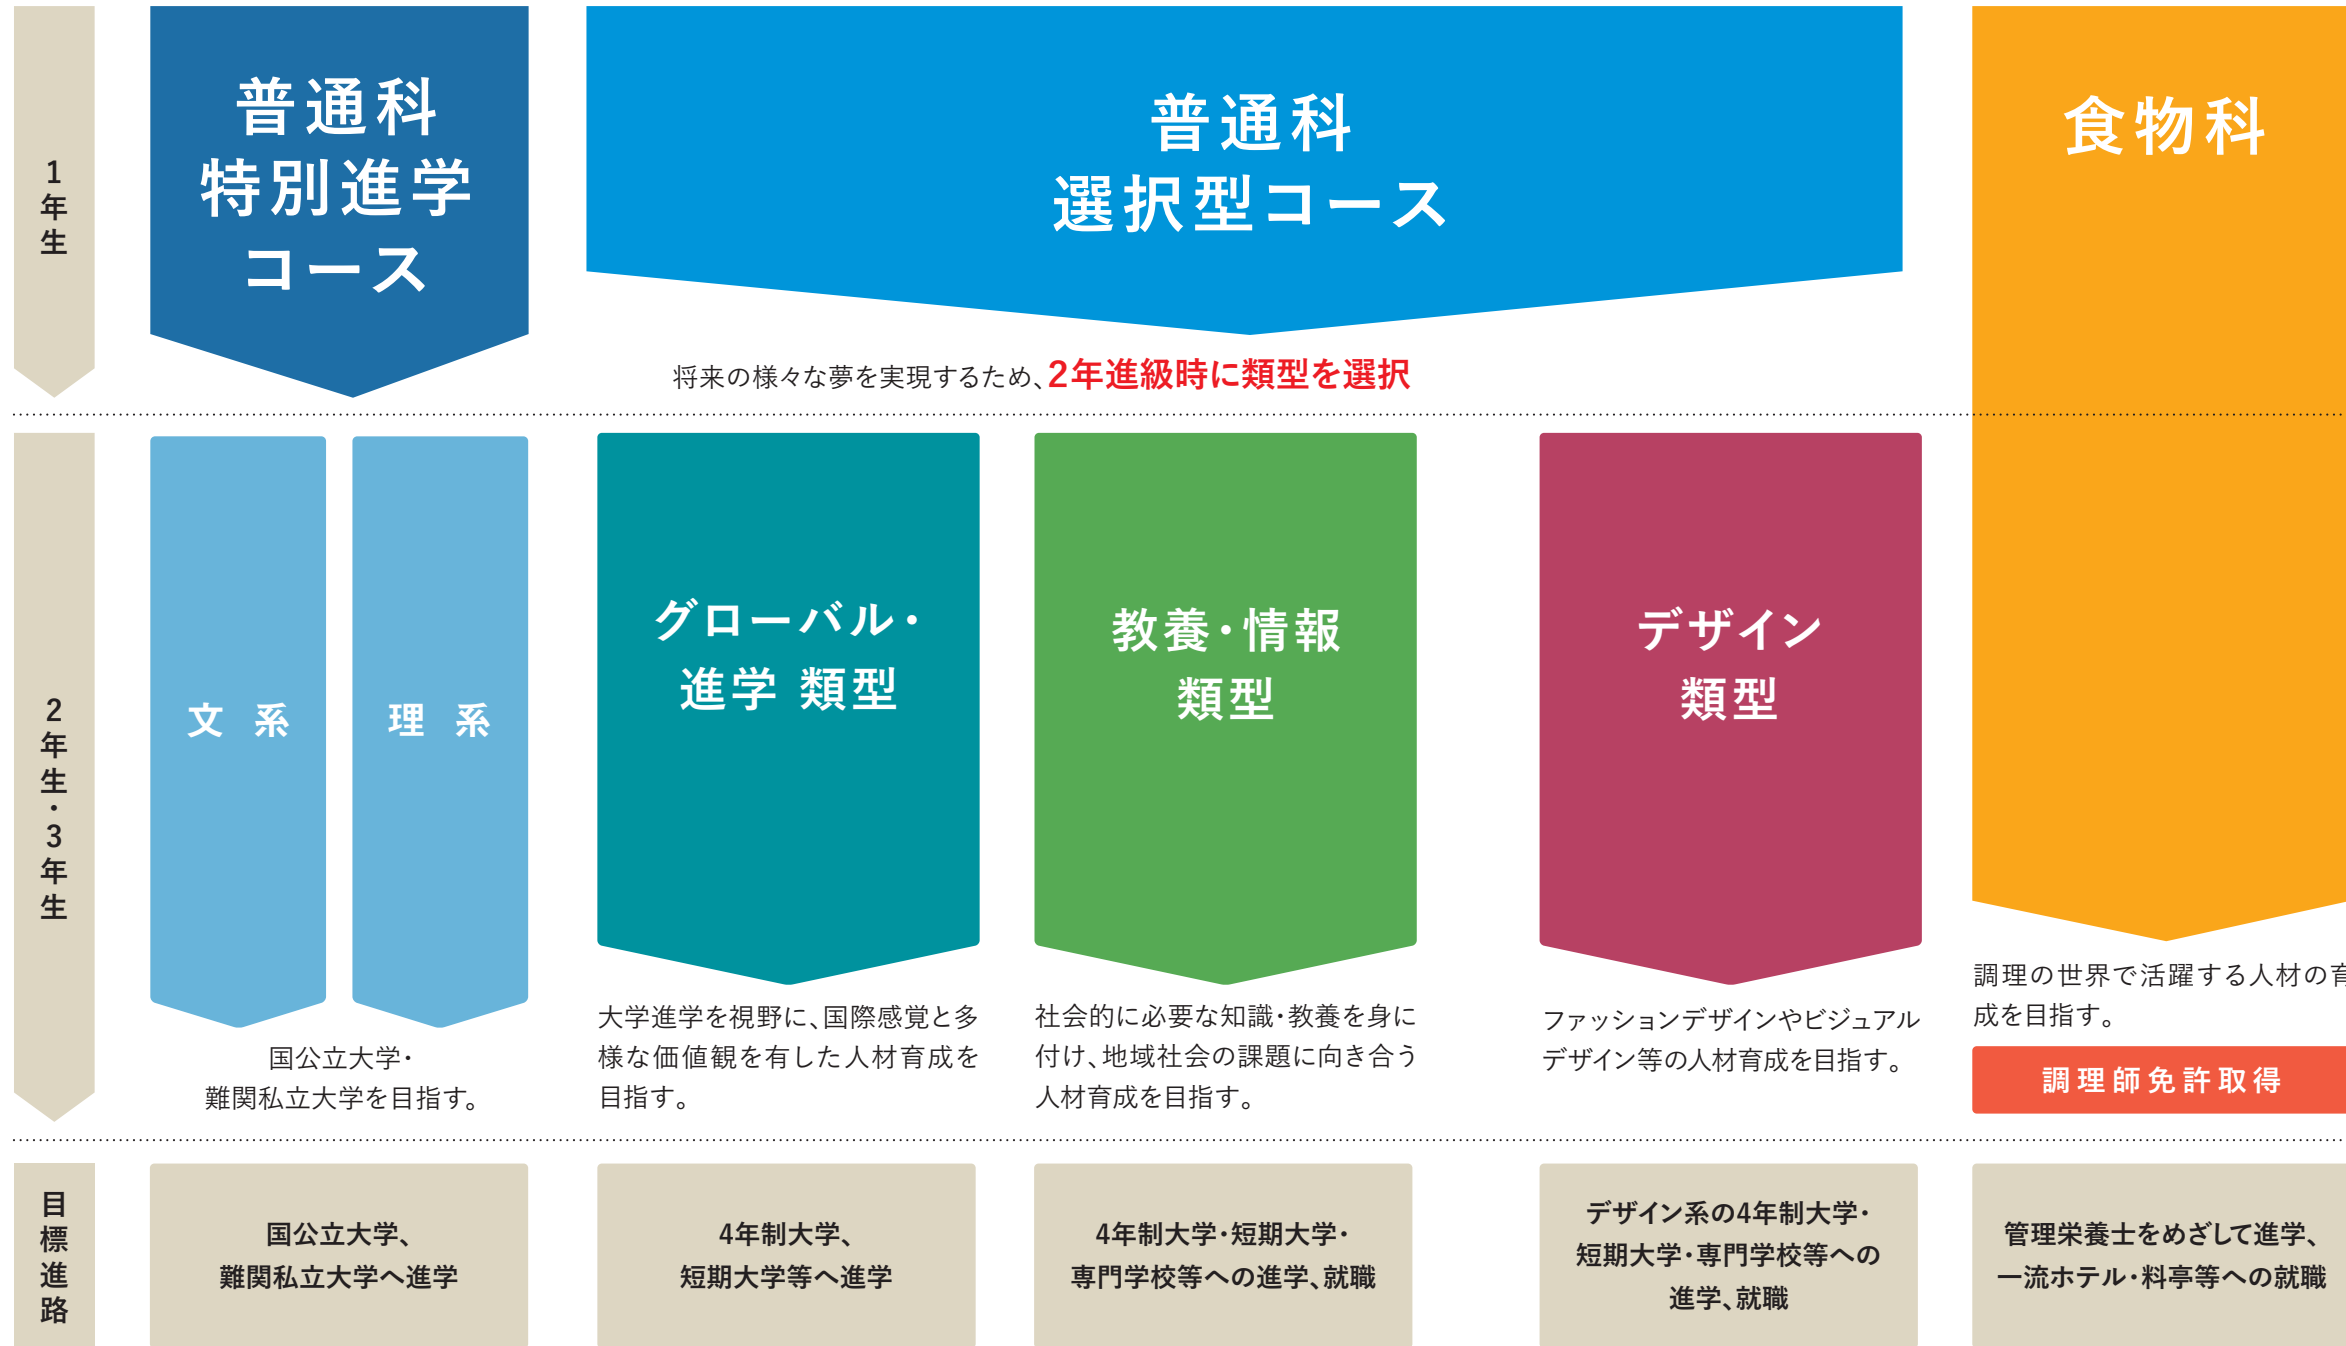 1年生
普通科
特別進学
コース
普通科
選択型コース
食物科
将来の様々な夢を実現するため、2年進級時に類型を選択
2年生・3年生
文 系
理 系
グローバル・
進学 類型
教養・情報
類型
デザイン
類型
国公立大学・
難関私立大学を目指す。
大学進学を視野に、国際感覚と多
様な価値観を有した人材育成を
目指す。
社会的に必要な知識・教養を身に
付け、地域社会の課題に向き合う
人材育成を目指す。
ファッションデザインやビジュアル
デザイン等の人材育成を目指す。
調理の世界で活躍する人材の育
成を目指す。
調理師免許取得
目標進路
国公立大学、
難関私立大学へ進学
4年制大学、
短期大学等へ進学
4年制大学・短期大学・
専門学校等への進学、就職
デザイン系の4年制大学・
短期大学・専門学校等への
進学、就職
管理栄養士をめざして進学、
一流ホテル・料亭等への就職